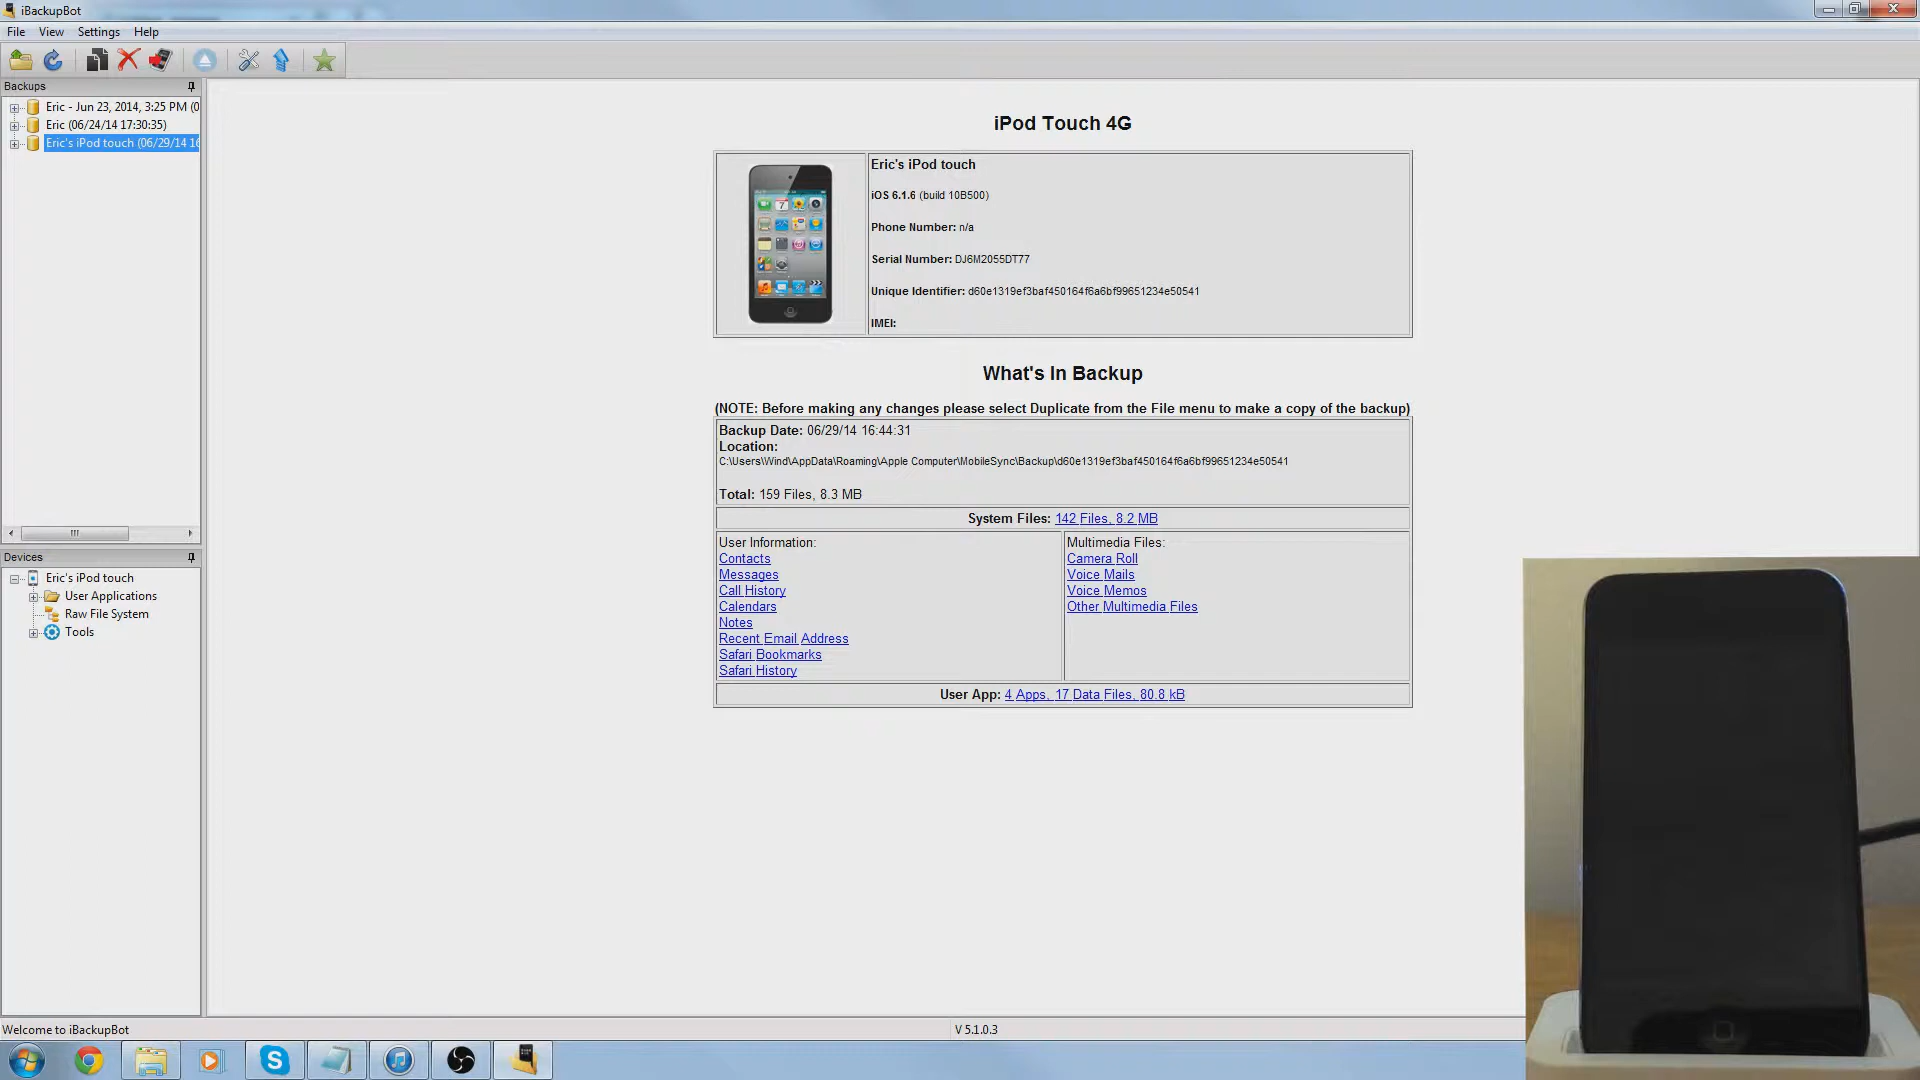 iBackupBot
File View Settings Help
Backups
Eric - Jun 23, 2014, 3:25 PM (0
Eric (06/24/14 17:30:35)
Eric's iPod touch (06/29/14 16
Devices
Eric's iPod touch
User Applications
Raw File System
Tools
iPod Touch 4G
Eric's iPod touch
iOS 6.1.6 (build 10B500)
Phone Number: n/a
Serial Number: DJ6M2055DT77
Unique Identifier: d60e1319ef3baf450164f6a6bf99651234e50541
IMEI:
What's In Backup
(NOTE: Before making any changes please select Duplicate from the File menu to make a copy of the backup)
Backup Date: 06/29/14 16:44:31
Location:
C:\Users\Wind\AppData\Roaming\Apple Computer\MobileSync\Backup\d60e1319ef3baf450164f6a6bf99651234e50541
Total: 159 Files, 8.3 MB
System Files: 142 Files, 8.2 MB
User Information:
Contacts
Messages
Call History
Calendars
Notes
Recent Email Address
Safari Bookmarks
Safari History
Multimedia Files:
Camera Roll
Voice Mails
Voice Memos
Other Multimedia Files
User App: 4 Apps, 17 Data Files, 80.8 kB
Welcome to iBackupBot
V 5.1.0.3